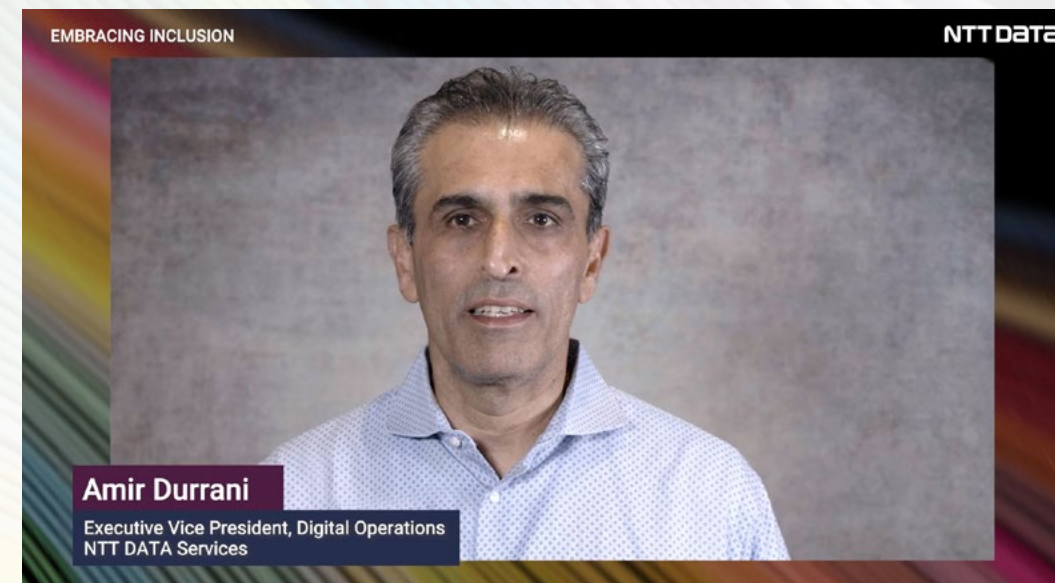 EMBRACING INCLUSION
NTT DATA
Amir Durrani
Executive Vice President, Digital Operations
NTT DATA Services